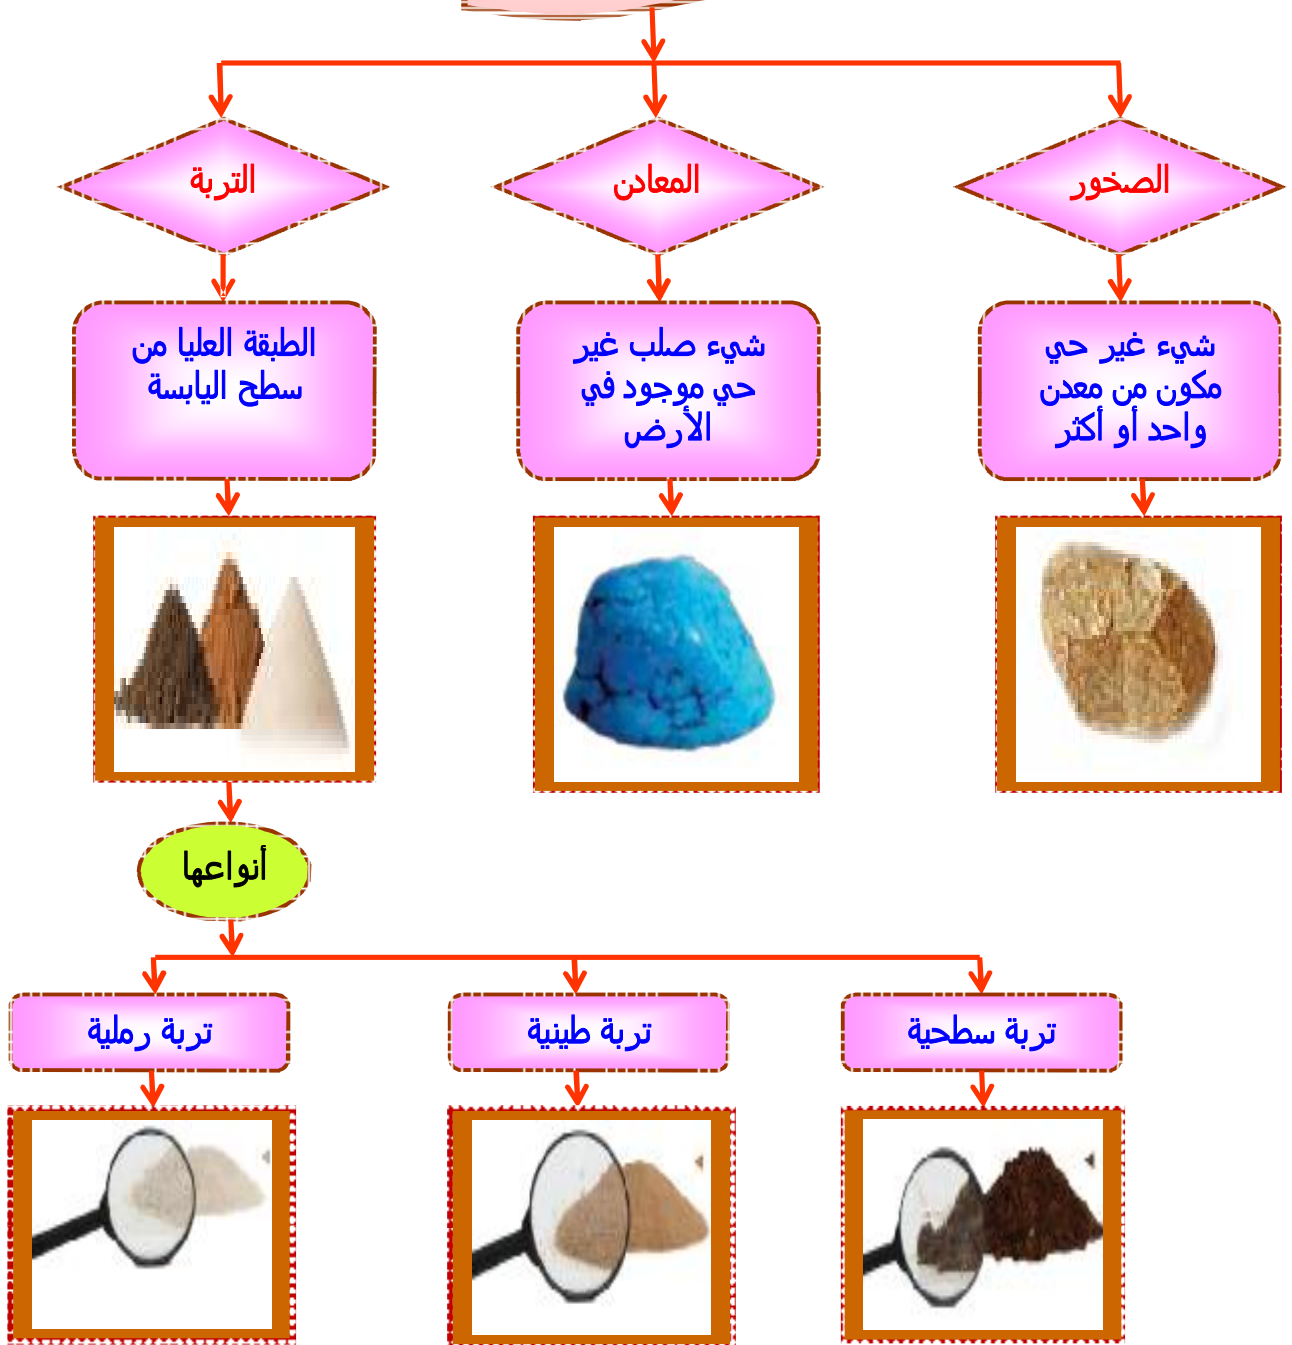 الصخور
المعادن
التربة
شيء غير حي
مكون من معدن
واحد أو أكثر
شيء صلب غير
حي موجود في
الأرض
الطبقة العليا من
سطح اليابسة
أنواعها
تربة سطحية
تربة طينية
تربة رملية